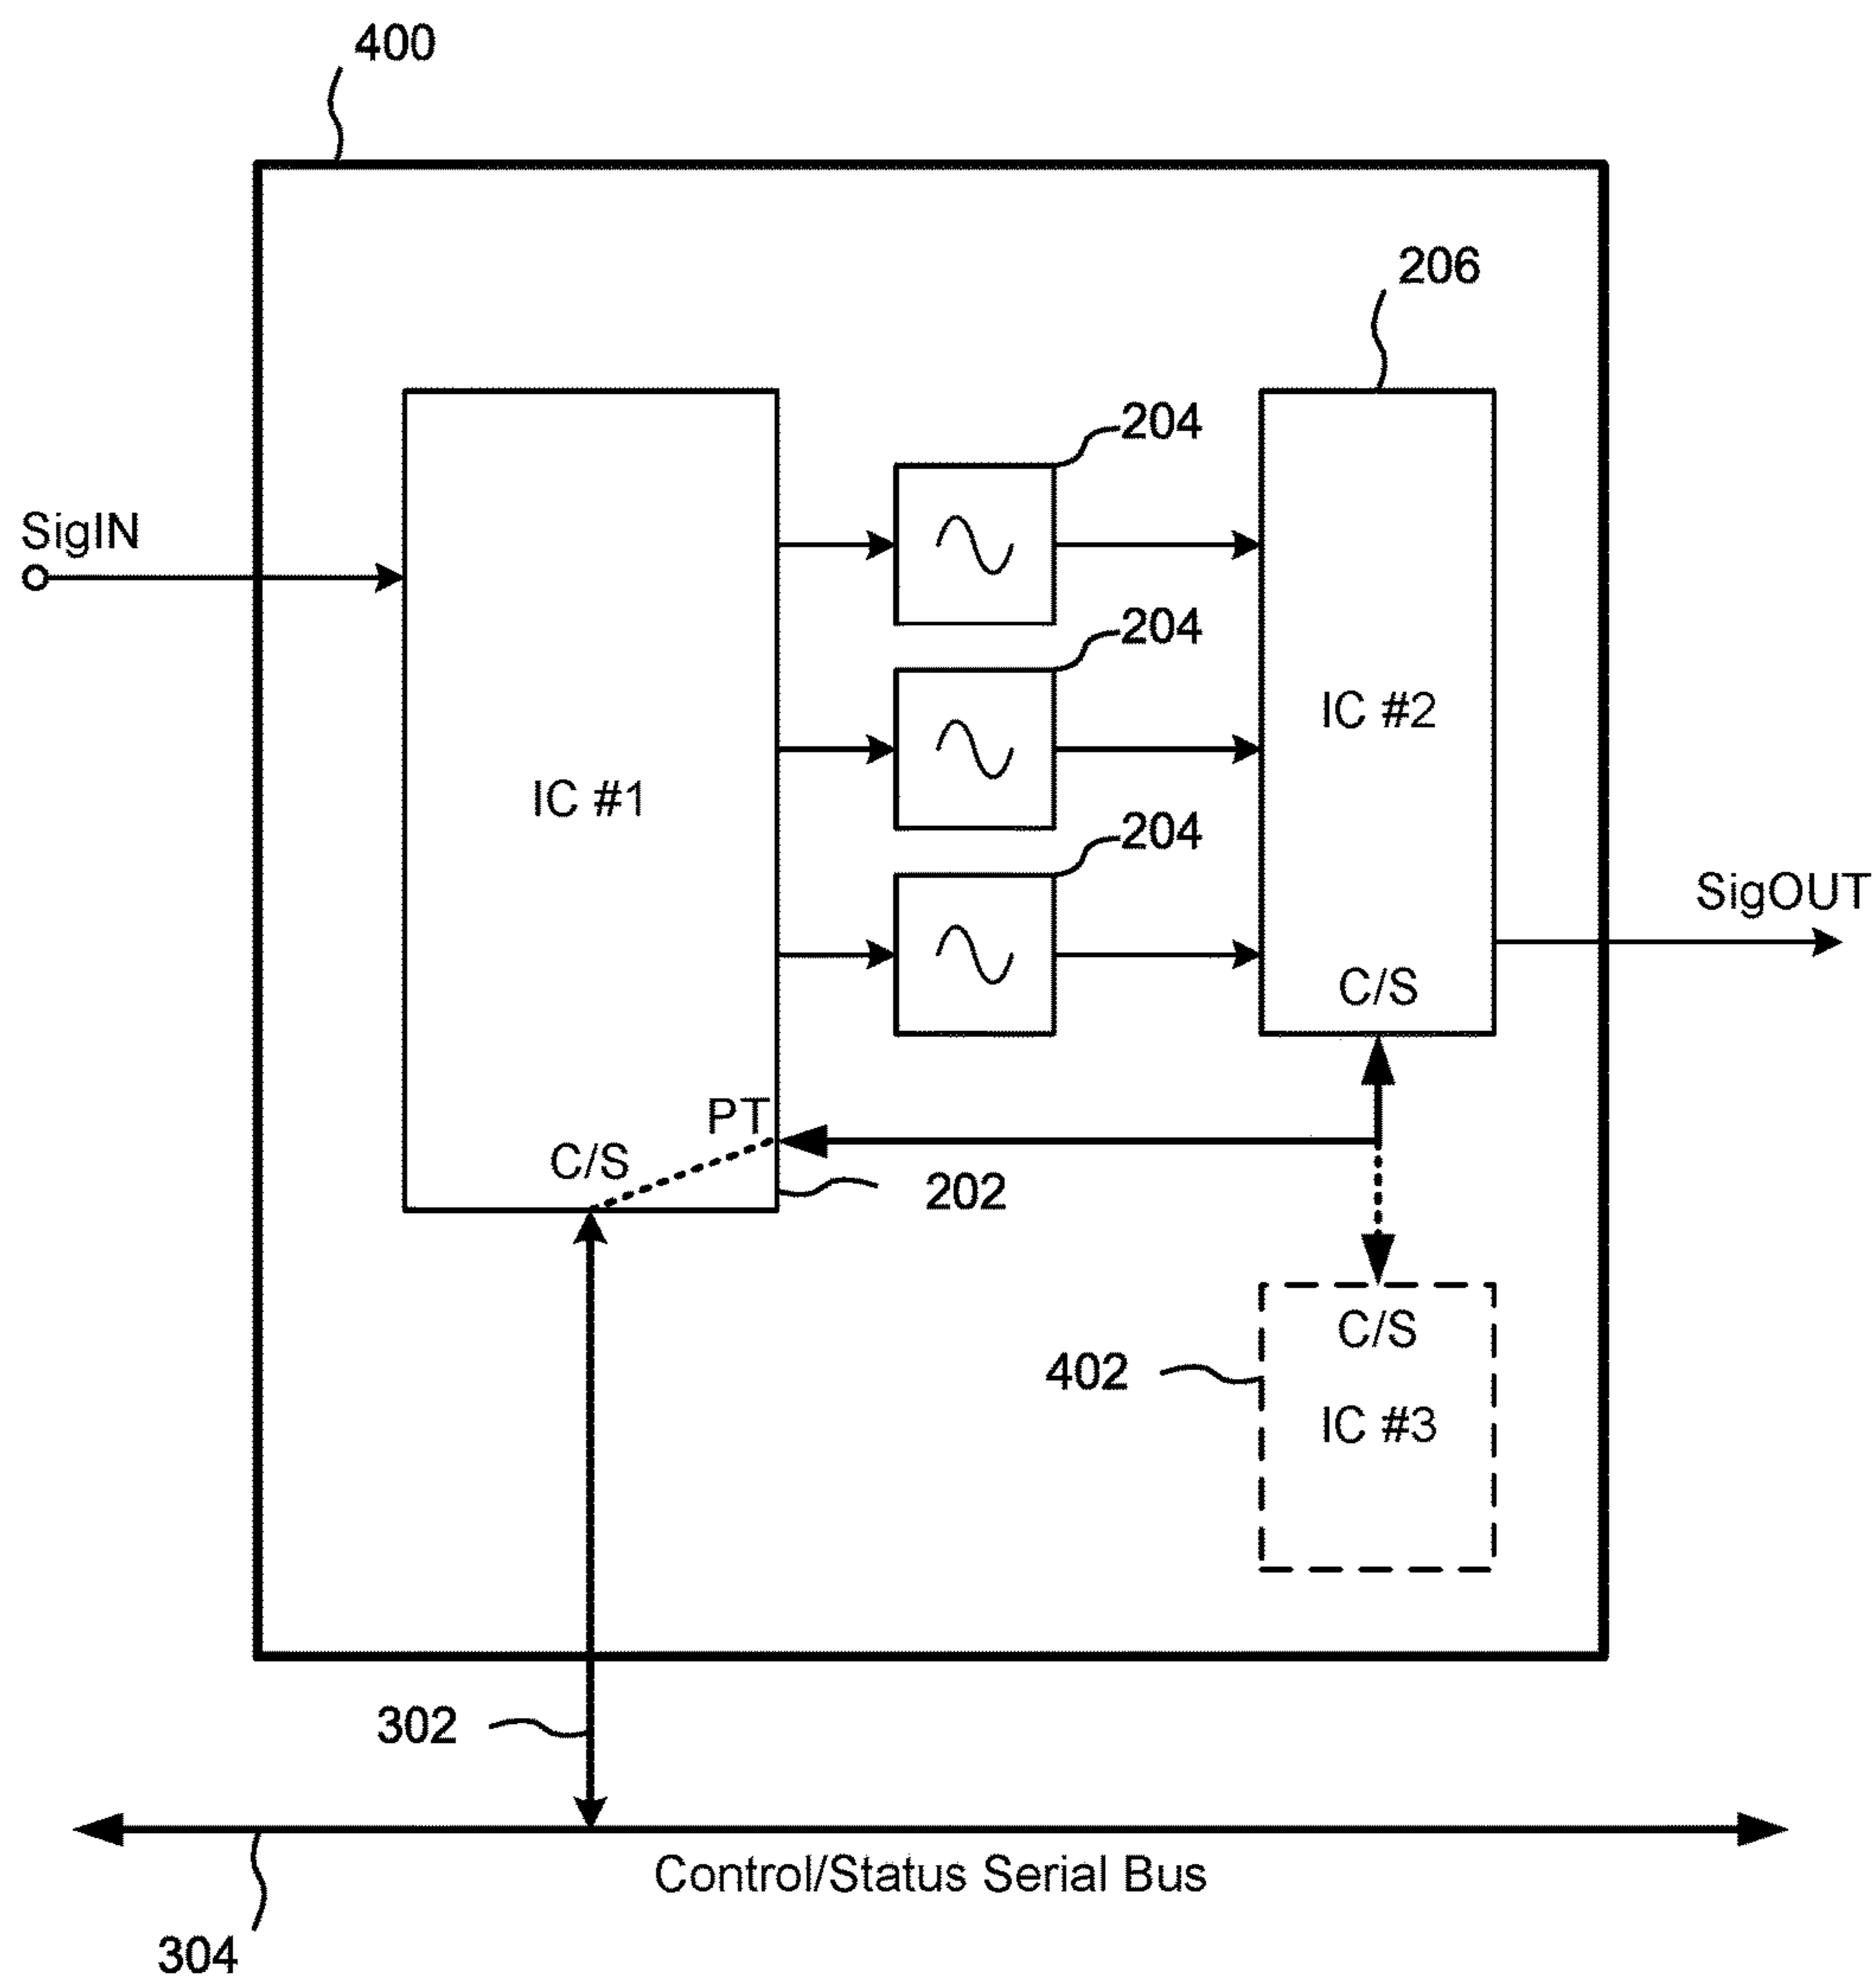 400
206
204
SigIN
204
IC #2
IC #1
204
SigOUT
C/S
PT
C/S
202
C/S
402
IC #3
302
Control/Status Serial Bus
304